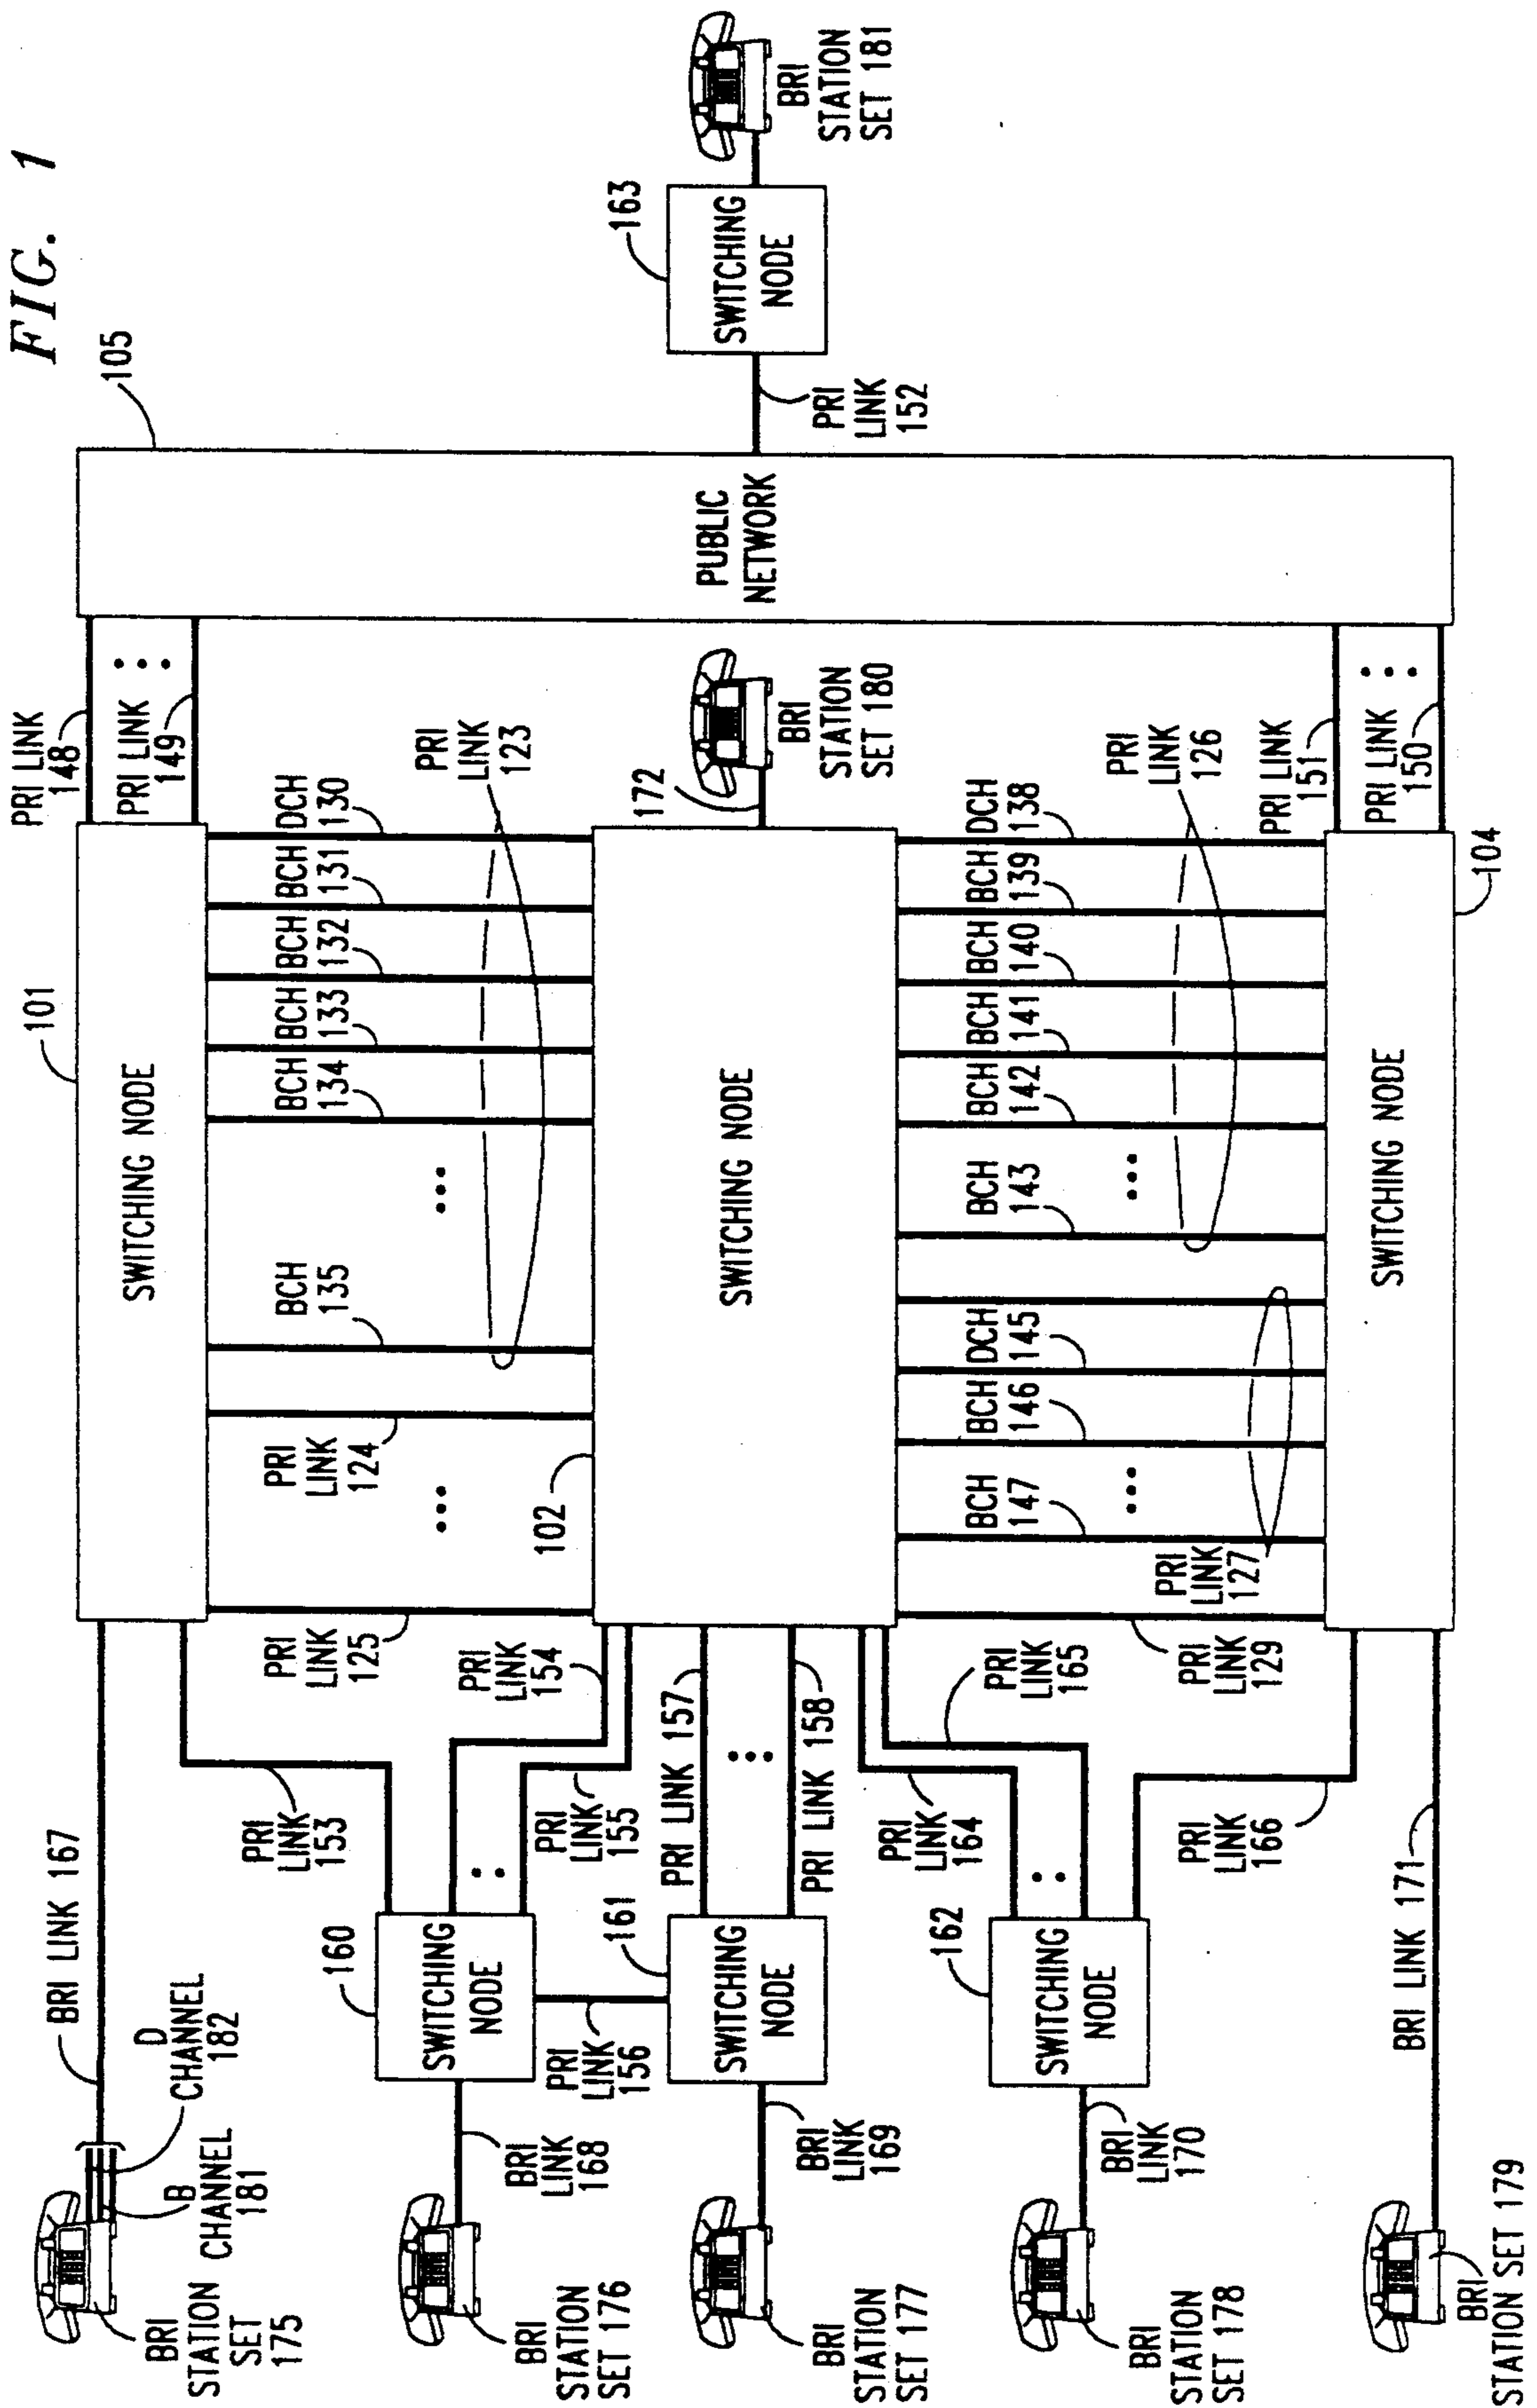 FIG. 1
BRI
STATION
SET
175
B
CHANNEL
181
D
CHANNEL
182
BRI LINK 167
101
SWITCHING NODE
PRI LINK
148
PRI LINK
149
105
PUBLIC
NETWORK
PRI
LINK
153
PRI
LINK
125
PRI
LINK
124
BCH
135
BCH
134
BCH
133
BCH
132
BCH
131
DCH
130
PRI
LINK
123
BRI
STATION
SET 176
BRI
LINK
168
160
SWITCHING
NODE
PRI
LINK
154
PRI
LINK
155
PRI
LINK
156
102
SWITCHING NODE
172
BRI
STATION
SET 180
PRI
LINK
152
163
SWITCHING
NODE
BRI
STATION
SET 181
BRI
STATION
SET 177
BRI
LINK
169
161
SWITCHING
NODE
PRI LINK 157
PRI LINK 158
BRI
STATION
SET 178
BRI
LINK
170
162
SWITCHING
NODE
PRI
LINK
164
PRI
LINK
165
PRI
LINK
166
PRI
LINK
129
BCH
147
BCH
146
DCH
145
BCH
143
BCH
142
BCH
141
BCH
140
BCH
139
DCH
138
PRI
LINK
127
PRI
LINK
126
PRI LINK
151
PRI LINK
150
SWITCHING NODE
104
BRI
STATION SET 179
BRI LINK 171